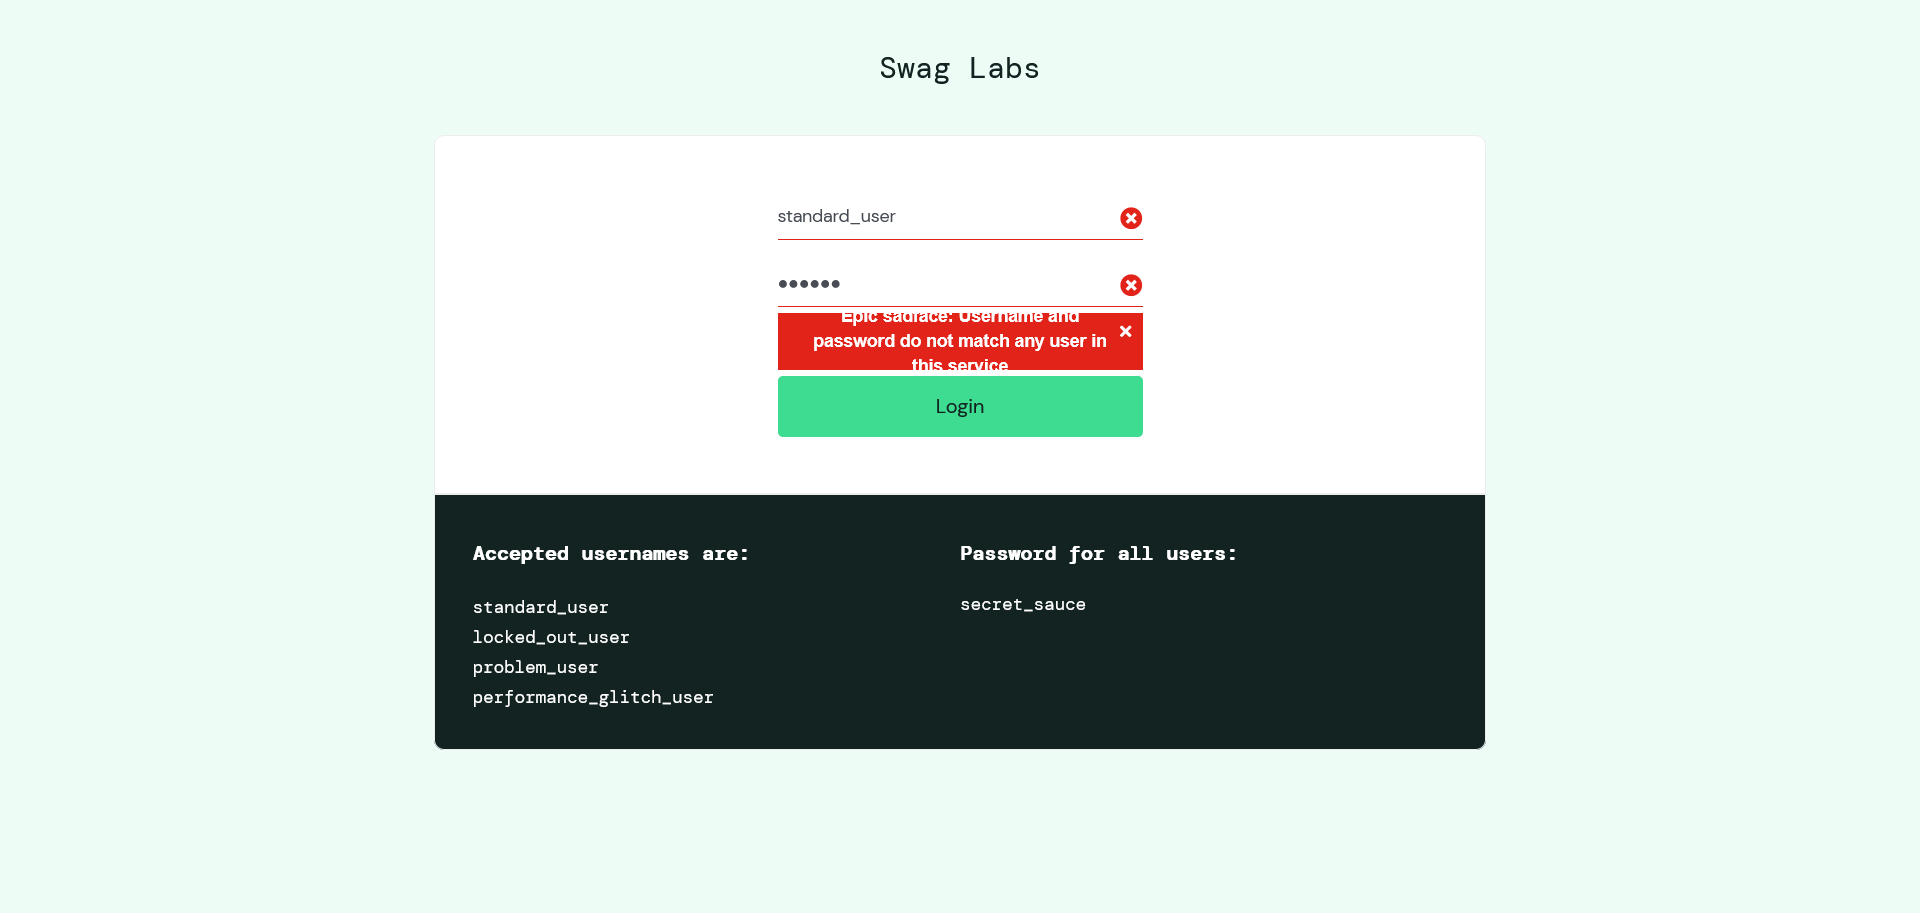 Swag Labs
standard_user
••••••
Epic sadface: Username and
password do not match any user in
this service
Login
Accepted usernames are:
standard_user
locked_out_user
problem_user
performance_glitch_user
Password for all users:
secret_sauce